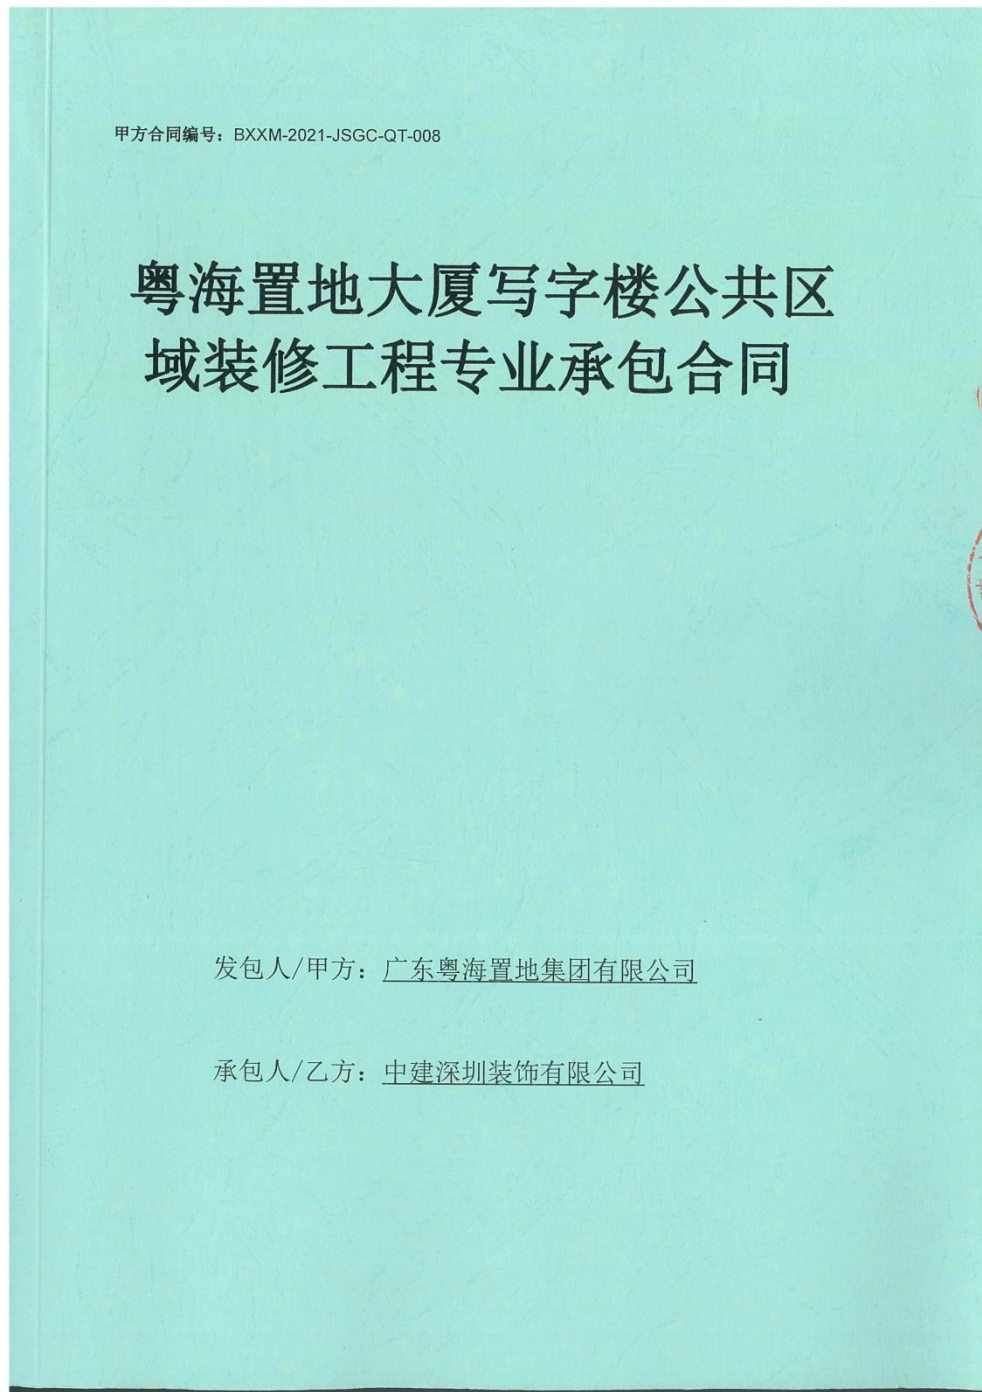 甲方合同编号：BXXM-2021-JSGC-QT-008
粤海置地大厦写字楼公共区
域装修工程专业承包合同
发包人/甲方：广东粤海置地集团有限公司
承包人/乙方：中建深圳装饰有限公司